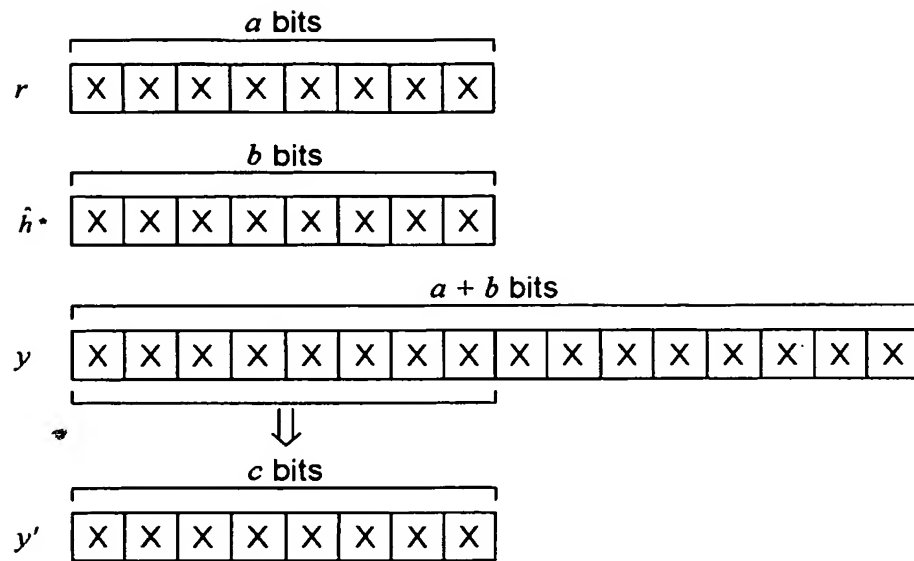 a bits
r X X X X X X X X
b bits
ĥ* X X X X X X X X
a + b bits
y X X X X X X X X X X X X X X X X
⇓
c bits
y' X X X X X X X X